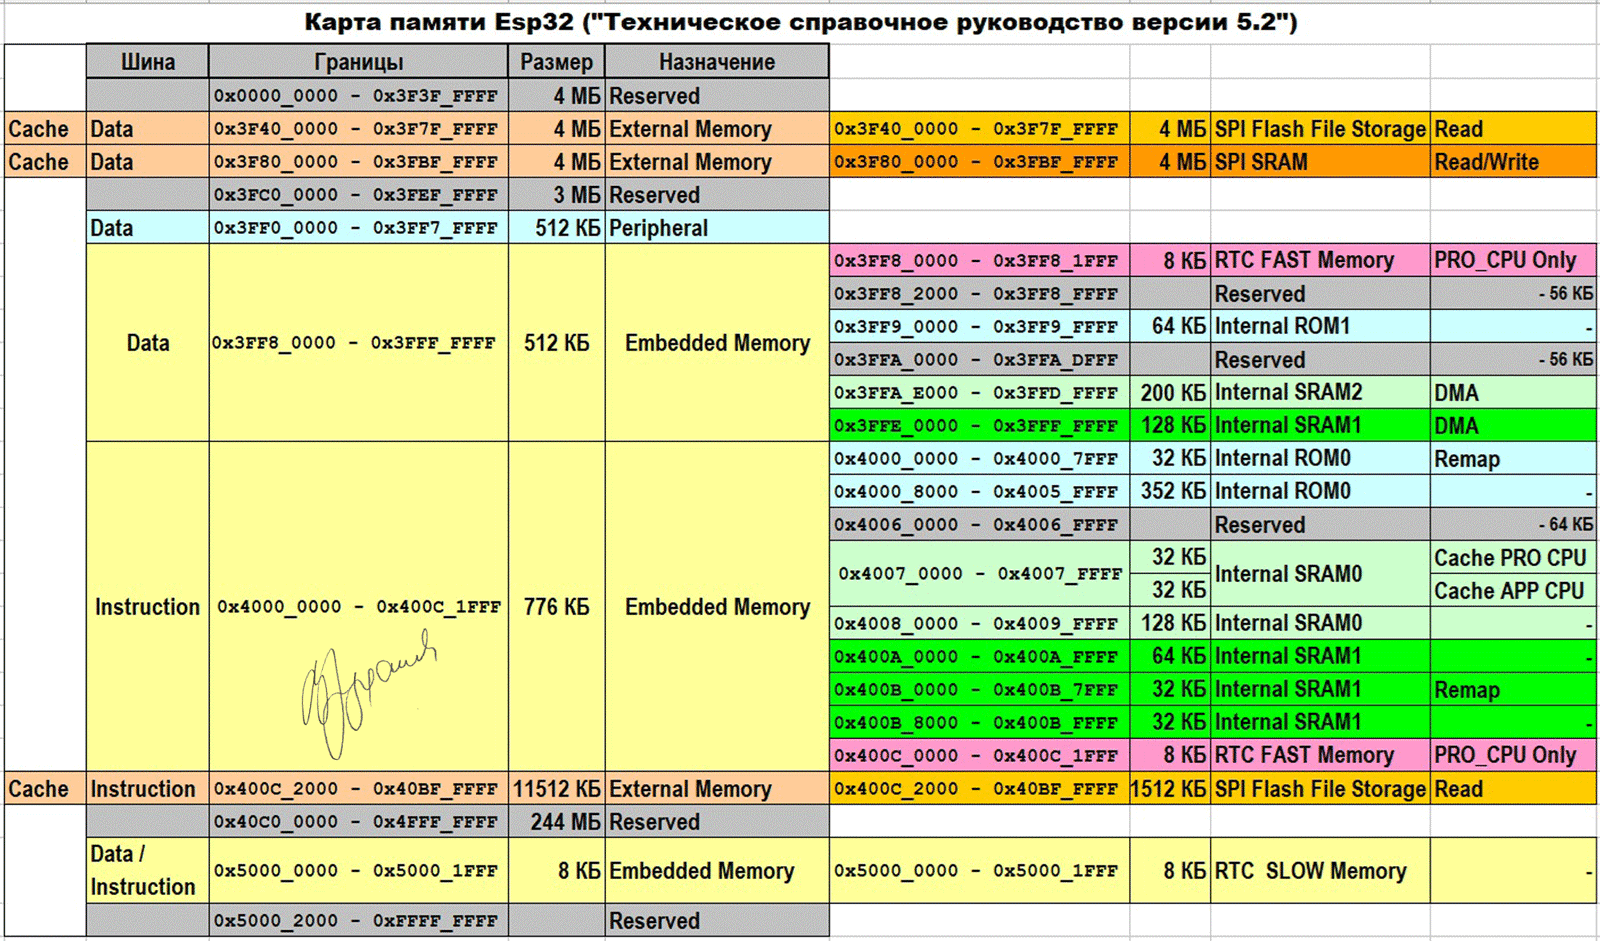 Карта памяти Esp32 ("Техническое справочное руководство версии 5.2")
Шина Границы Размер Назначение
0x0000_0000 - 0x3F3F_FFFF 4 МБ Reserved
Cache Data 0x3F40_0000 - 0x3F7F_FFFF 4 МБ External Memory 0x3F40_0000 - 0x3F7F_FFFF 4 МБ SPI Flash File Storage Read
Cache Data 0x3F80_0000 - 0x3FBF_FFFF 4 МБ External Memory 0x3F80_0000 - 0x3FBF_FFFF 4 МБ SPI SRAM Read/Write
0x3FC0_0000 - 0x3FEF_FFFF 3 МБ Reserved
Data 0x3FF0_0000 - 0x3FF7_FFFF 512 КБ Peripheral
Data 0x3FF8_0000 - 0x3FFF_FFFF 512 КБ Embedded Memory
0x3FF8_0000 - 0x3FF8_1FFF 8 КБ RTC FAST Memory PRO_CPU Only
0x3FF8_2000 - 0x3FF8_FFFF Reserved - 56 КБ
0x3FF9_0000 - 0x3FF9_FFFF 64 КБ Internal ROM1 -
0x3FFA_0000 - 0x3FFA_DFFF Reserved - 56 КБ
0x3FFA_E000 - 0x3FFD_FFFF 200 КБ Internal SRAM2 DMA
0x3FFE_0000 - 0x3FFF_FFFF 128 КБ Internal SRAM1 DMA
Instruction 0x4000_0000 - 0x400C_1FFF 776 КБ Embedded Memory
0x4000_0000 - 0x4000_7FFF 32 КБ Internal ROM0 Remap
0x4000_8000 - 0x4005_FFFF 352 КБ Internal ROM0 -
0x4006_0000 - 0x4006_FFFF Reserved - 64 КБ
0x4007_0000 - 0x4007_FFFF 32 КБ Internal SRAM0 Cache PRO CPU
32 КБ Cache APP CPU
0x4008_0000 - 0x4009_FFFF 128 КБ Internal SRAM0 -
0x400A_0000 - 0x400A_FFFF 64 КБ Internal SRAM1 -
0x400B_0000 - 0x400B_7FFF 32 КБ Internal SRAM1 Remap
0x400B_8000 - 0x400B_FFFF 32 КБ Internal SRAM1 -
0x400C_0000 - 0x400C_1FFF 8 КБ RTC FAST Memory PRO_CPU Only
Cache Instruction 0x400C_2000 - 0x40BF_FFFF 11512 КБ External Memory 0x400C_2000 - 0x40BF_FFFF 1512 КБ SPI Flash File Storage Read
0x40C0_0000 - 0x4FFF_FFFF 244 МБ Reserved
Data /
Instruction 0x5000_0000 - 0x5000_1FFF 8 КБ Embedded Memory 0x5000_0000 - 0x5000_1FFF 8 КБ RTC SLOW Memory -
0x5000_2000 - 0xFFFF_FFFF Reserved